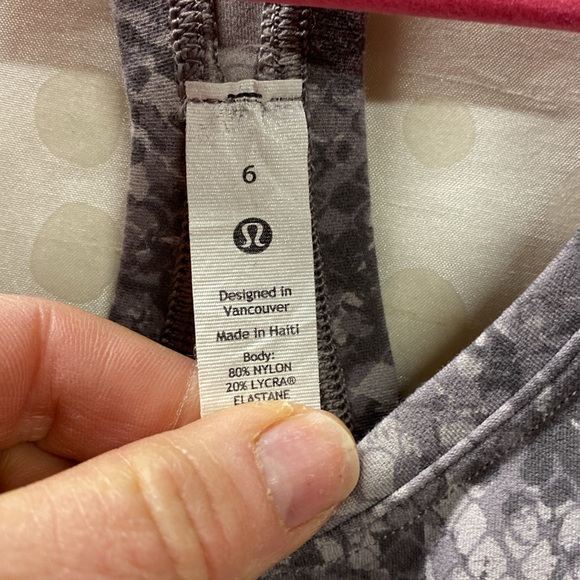 6
Designed in
Vancouver
Made in Haiti
Body:
80% NYLON
20% LYCRA®
ELASTANE